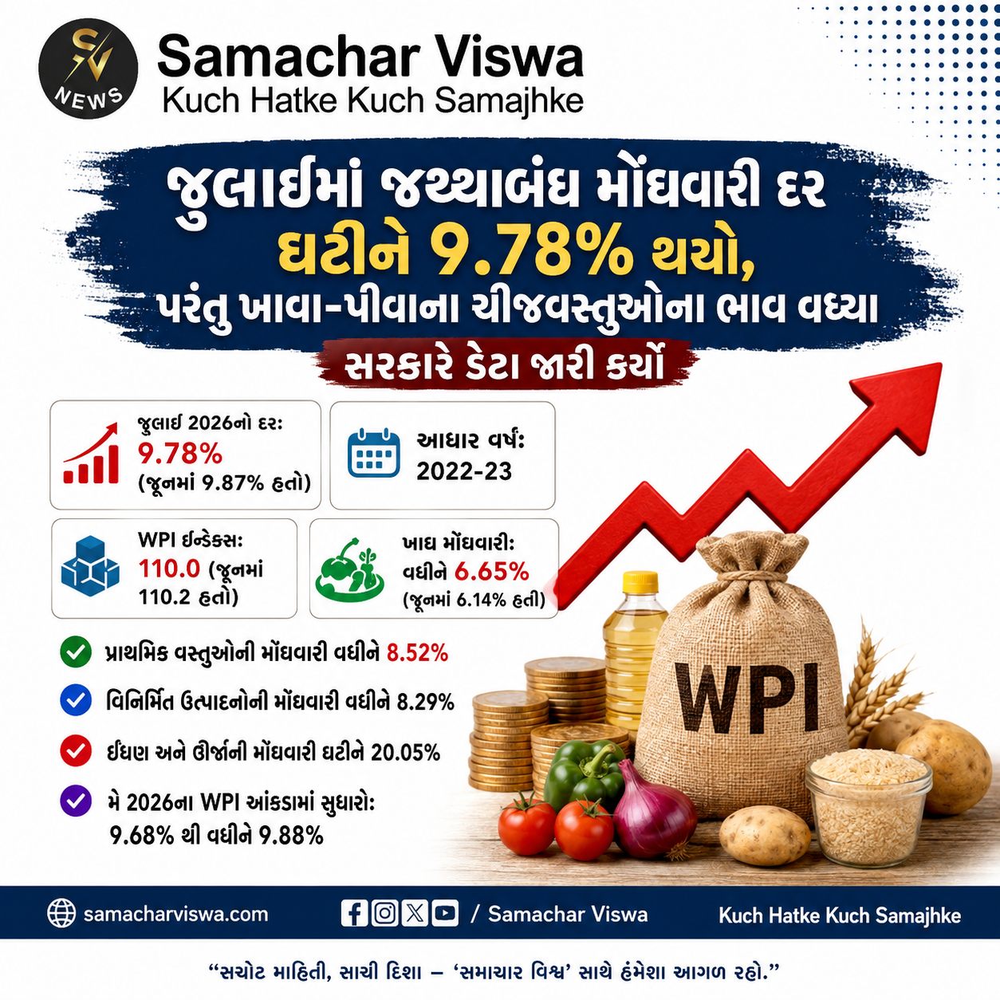 SV
NEWS
Samachar Viswa
Kuch Hatke Kuch Samajhke
જુલાઈમાં જથ્થાબંધ મોંઘવારી દર
ઘટીને 9.78% થયો,
પરંતુ ખાવા-પીવાના ચીજવસ્તુઓના ભાવ વધ્યા
સરકારે ડેટા જારી કર્યો
જુલાઈ 2026નો દર:
9.78%
(જૂનમાં 9.87% હતો)
આધાર વર્ષ:
2022-23
WPI ઈન્ડેક્સ:
110.0 (જૂનમાં
110.2 હતો)
ખાદ્ય મોંઘવારી:
વધીને 6.65%
(જૂનમાં 6.14% હતી)
પ્રાથમિક વસ્તુઓની મોંઘવારી વધીને 8.52%
વિનિર્મિત ઉત્પાદનોની મોંઘવારી વધીને 8.29%
ઈંધણ અને ઊર્જાની મોંઘવારી ઘટીને 20.05%
મે 2026ના WPI આંકડામાં સુધારો:
9.68% થી વધીને 9.88%
WPI
samacharviswa.com
/ Samachar Viswa
Kuch Hatke Kuch Samajhke
“સચોટ માહિતી, સાચી દિશા – ‘સમાચાર વિશ્વ’ સાથે હંમેશા આગળ રહો.”